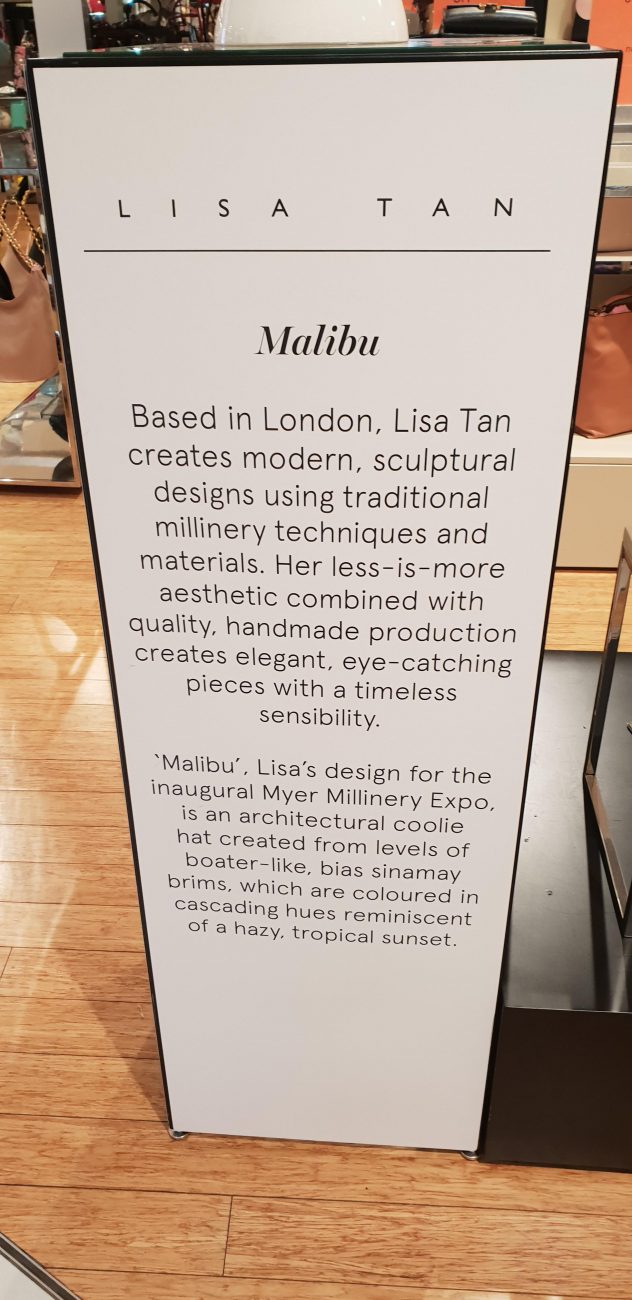 LISA TAN
Malibu
Based in London, Lisa Tan
creates modern, sculptural
designs using traditional
millinery techniques and
materials. Her less-is-more
aesthetic combined with
quality, handmade production
creates elegant, eye-catching
pieces with a timeless
sensibility.
‵Malibu′, Lisa's design for the
inaugural Myer Millinery Expo,
is an architectural coolie
hat created from levels of
boater-like, bias sinamay
brims, which are coloured in
cascading hues reminiscent
of a hazy, tropical sunset.